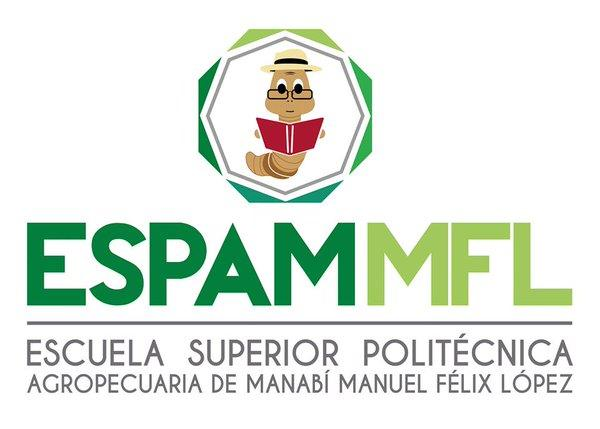 ESPAMMFL
ESCUELA SUPERIOR POLITÉCNICA
AGROPECUARIA DE MANABÍ MANUEL FÉLIX LÓPEZ